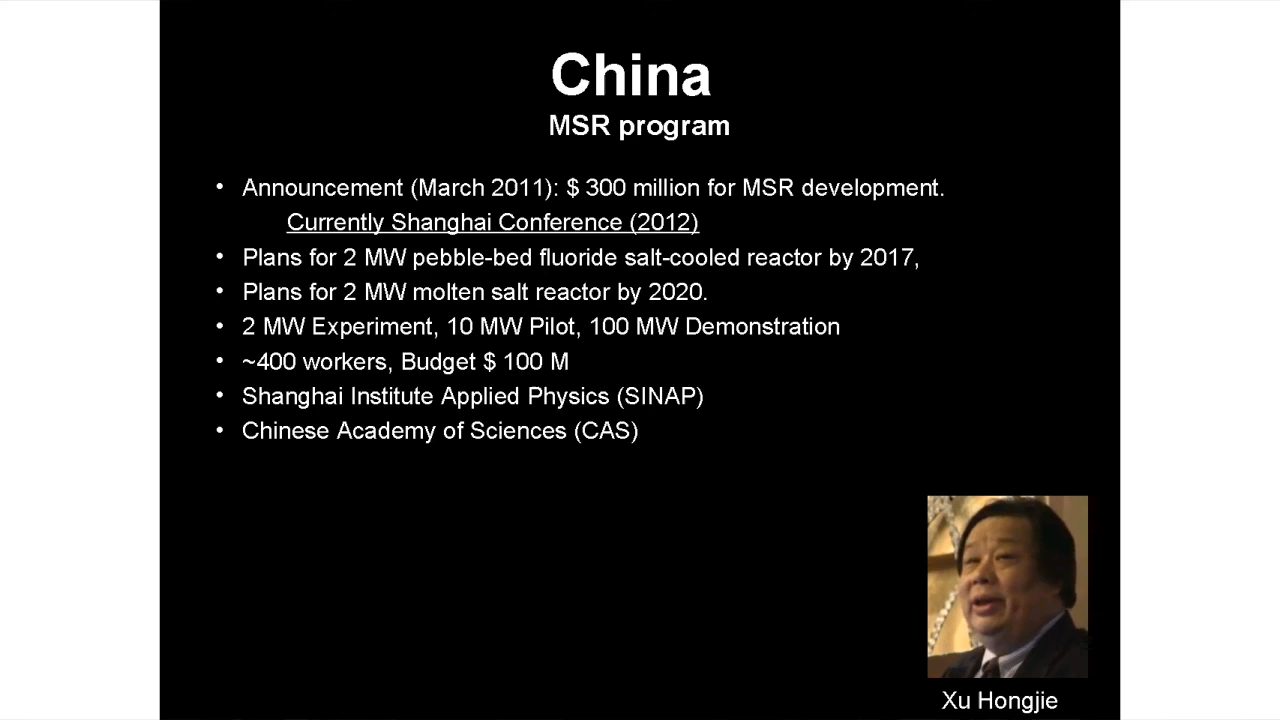 China
MSR program
• Announcement (March 2011): $ 300 million for MSR development.
Currently Shanghai Conference (2012)
• Plans for 2 MW pebble-bed fluoride salt-cooled reactor by 2017,
• Plans for 2 MW molten salt reactor by 2020.
• 2 MW Experiment, 10 MW Pilot, 100 MW Demonstration
• ~400 workers, Budget $ 100 M
• Shanghai Institute Applied Physics (SINAP)
• Chinese Academy of Sciences (CAS)
Xu Hongjie